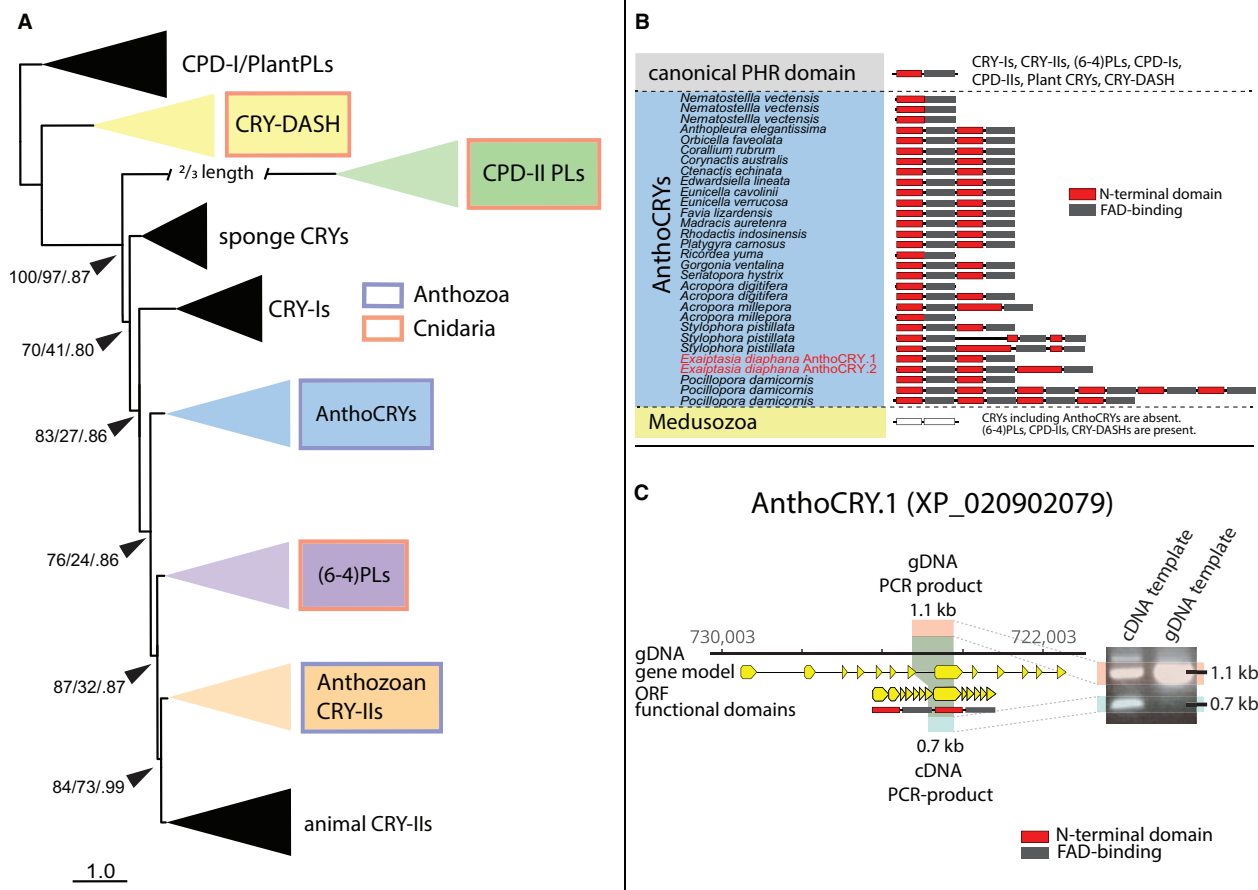 A
CPD-I/PlantPLs
CRY-DASH
2/3 length
CPD-II PLs
sponge CRYs
100/97/.87
CRY-Is
Anthozoa
Cnidaria
70/41/.80
AnthoCRYs
83/27/.86
76/24/.86
(6-4)PLs
87/32/.87
Anthozoan
CRY-IIs
84/73/.99
animal CRY-IIs
1.0
B
canonical PHR domain
CRY-Is, CRY-IIs, (6-4)PLs, CPD-Is,
CPD-IIs, Plant CRYs, CRY-DASH
AnthoCRYs
Nematostellla vectensis
Nematostellla vectensis
Nematostellla vectensis
Anthopleura elegantissima
Orbicella faveolata
Corallium rubrum
Corynactis australis
Ctenactis echinata
Edwardsiella lineata
Eunicella cavolini
Eunicella verrucosa
Favia lizardensis
Madracis auretenra
Rhodactis indosinensis
Platygyra carnosus
Ricordea yuma
Gorgonia ventalina
Seriatopora hystrix
Acropora digitifera
Acropora digitifera
Acropora millepora
Acropora millepora
Stylophora pistillata
Stylophora pistillata
Stylophora pistillata
Exaiptasia diaphana AnthoCRY.1
Exaiptasia diaphana AnthoCRY.2
Pocillopora damicornis
Pocillopora damicornis
Pocillopora damicornis
N-terminal domain
FAD-binding
Medusozoa
CRYs including AnthoCRYs are absent.
(6-4)PLs, CPD-IIs, CRY-DASHs are present.
C
AnthoCRY.1 (XP_020902079)
gDNA
PCR product
1.1 kb
730,003
722,003
gDNA
gene model
ORF
functional domains
0.7 kb
cDNA
PCR-product
cDNA template
gDNA template
1.1 kb
0.7 kb
N-terminal domain
FAD-binding